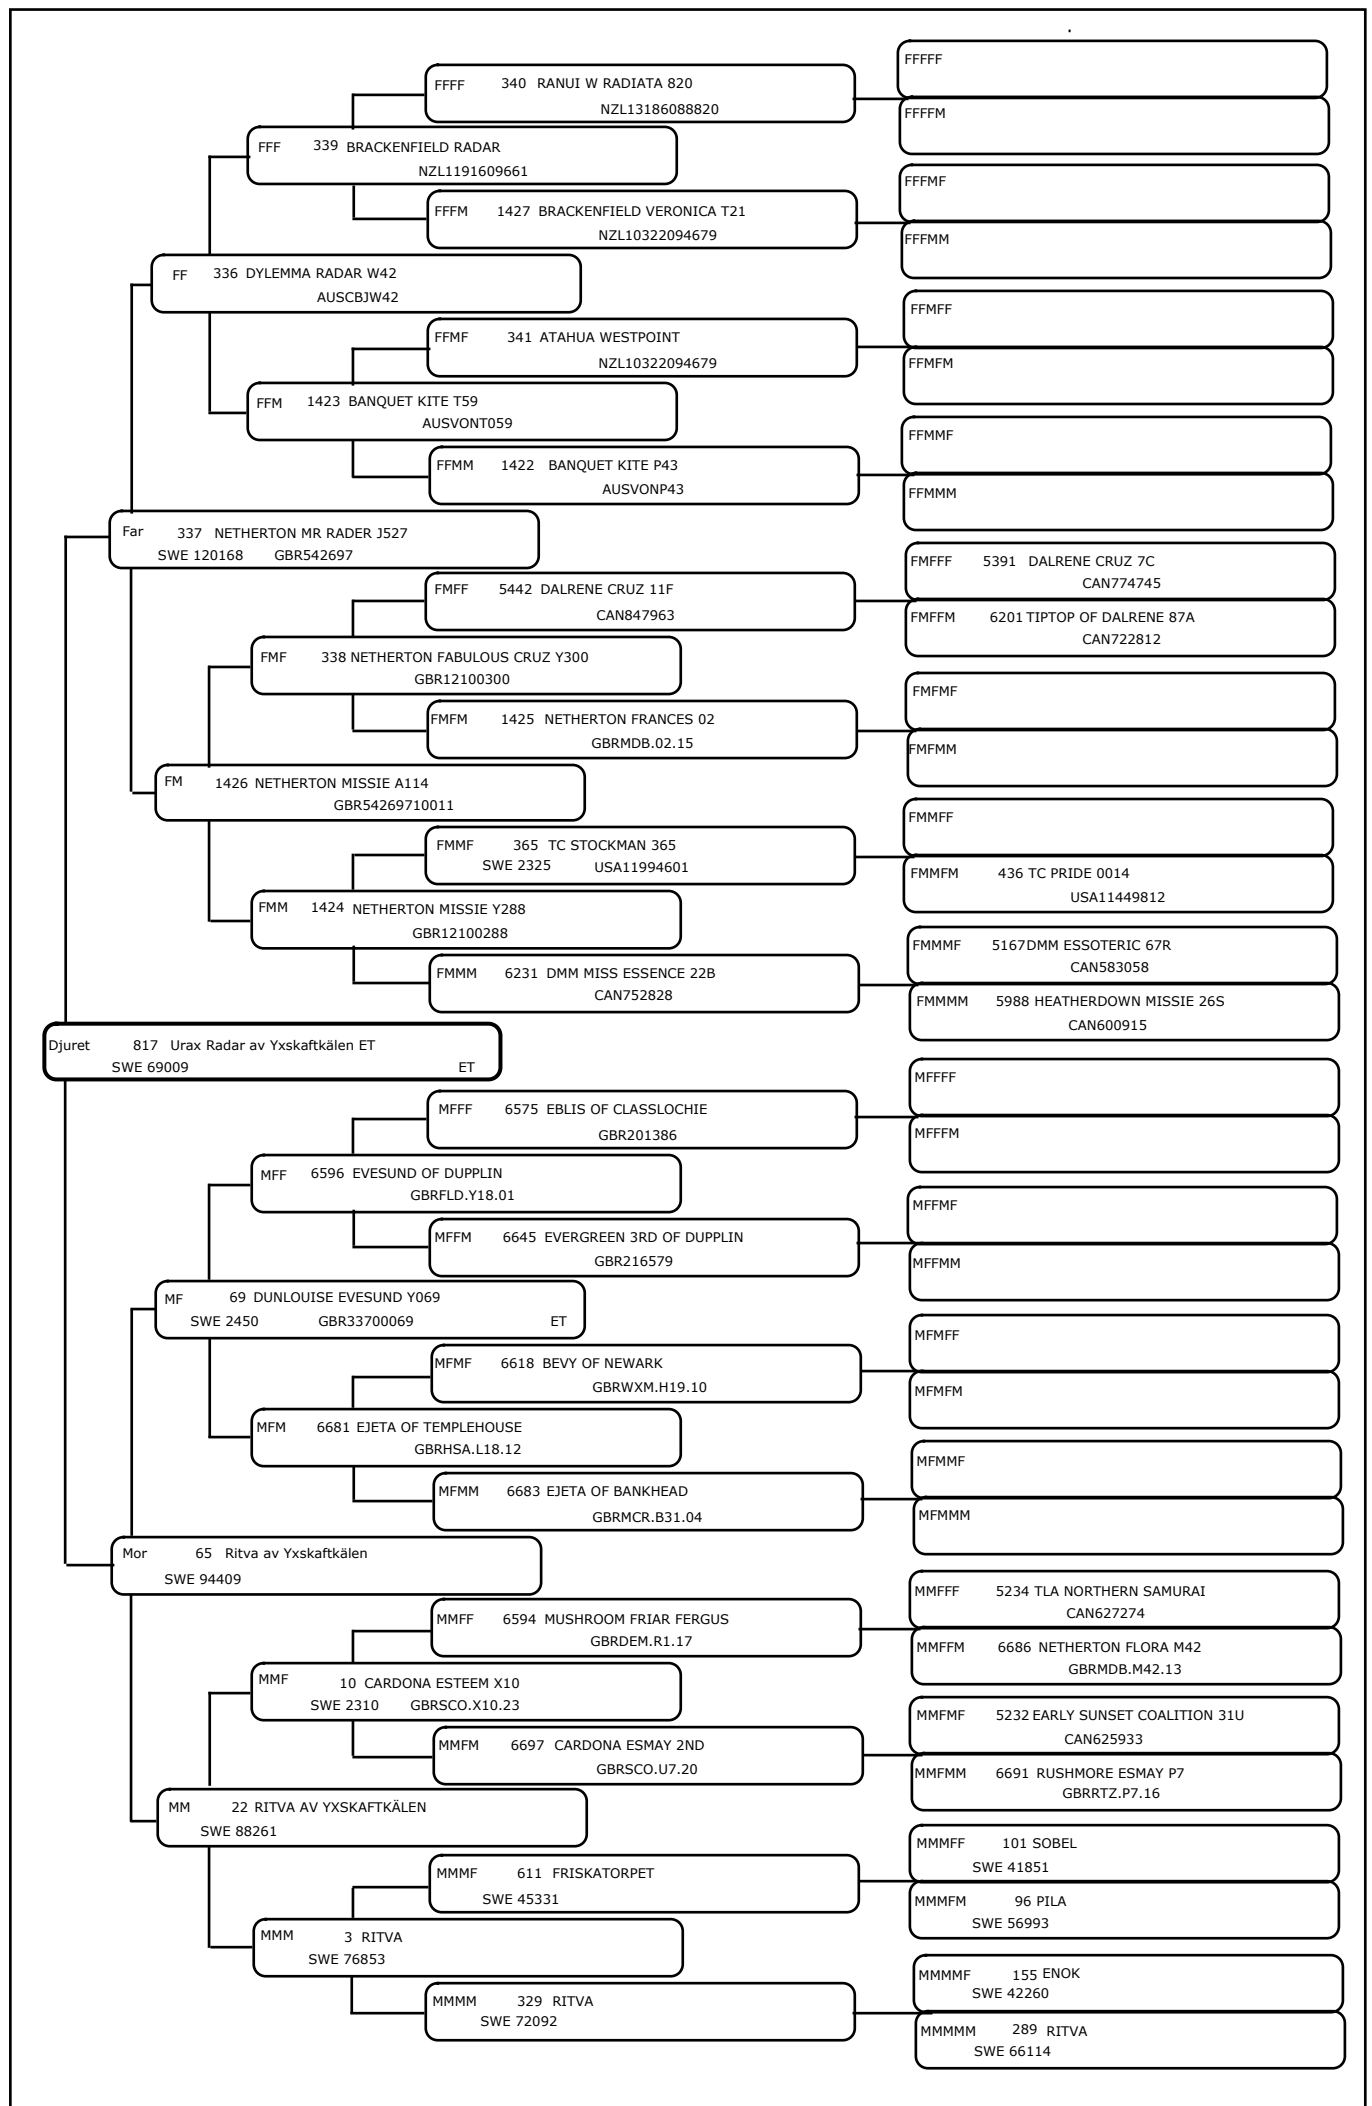 FFFFF
FFFF 340 RANUI W RADIATA 820
NZL13186088820
FFFFM
FFF 339 BRACKENFIELD RADAR
NZL1191609661
FFFMF
FFFM 1427 BRACKENFIELD VERONICA T21
NZL10322094679
FFFMM
FF 336 DYLEMMA RADAR W42
AUSCBJW42
FFMFF
FFMF 341 ATAHUA WESTPOINT
NZL10322094679
FFMFM
FFM 1423 BANQUET KITE T59
AUSVONT059
FFMMF
FFMM 1422 BANQUET KITE P43
AUSVONP43
FFMMM
Far 337 NETHERTON MR RADER J527
SWE 120168 GBR542697
FMFFF 5391 DALRENE CRUZ 7C
CAN774745
FMFF 5442 DALRENE CRUZ 11F
CAN847963
FMFFM 6201 TIPTOP OF DALRENE 87A
CAN722812
FMF 338 NETHERTON FABULOUS CRUZ Y300
GBR12100300
FMFMF
FMFM 1425 NETHERTON FRANCES 02
GBRMDB.02.15
FMFMM
FM 1426 NETHERTON MISSIE A114
GBR54269710011
FMMFF
FMMF 365 TC STOCKMAN 365
SWE 2325 USA11994601
FMMFM 436 TC PRIDE 0014
USA11449812
FMM 1424 NETHERTON MISSIE Y288
GBR12100288
FMMMF 5167 DMM ESSOTERIC 67R
CAN583058
FMMM 6231 DMM MISS ESSENCE 22B
CAN752828
FMMMM 5988 HEATHERDOWN MISSIE 26S
CAN600915
Djuret 817 Urax Radar av Yxskaftkälen ET
SWE 69009 ET
MFFFF
MFFF 6575 EBLIS OF CLASSLOCHIE
GBR201386
MFFFM
MFF 6596 EVESUND OF DUPPLIN
GBRFLD.Y18.01
MFFMF
MFFM 6645 EVERGREEN 3RD OF DUPPLIN
GBR216579
MFFMM
MF 69 DUNLOUISE EVESUND Y069
SWE 2450 GBR33700069 ET
MFMFF
MFMF 6618 BEVY OF NEWARK
GBRWXM.H19.10
MFMFM
MFM 6681 EJETA OF TEMPLEHOUSE
GBRHSA.L18.12
MFMMF
MFMM 6683 EJETA OF BANKHEAD
GBRMCR.B31.04
MFMMM
Mor 65 Ritva av Yxskaftkälen
SWE 94409
MMFFF 5234 TLA NORTHERN SAMURAI
CAN627274
MMFF 6594 MUSHROOM FRIAR FERGUS
GBRDEM.R1.17
MMFFM 6686 NETHERTON FLORA M42
GBRMDB.M42.13
MMF 10 CARDONA ESTEEM X10
SWE 2310 GBRSCO.X10.23
MMFMF 5232 EARLY SUNSET COALITION 31U
CAN625933
MMFM 6697 CARDONA ESMAY 2ND
GBRSCO.U7.20
MMFMM 6691 RUSHMORE ESMAY P7
GBRRTZ.P7.16
MM 22 RITVA AV YXSKAFTKÄLEN
SWE 88261
MMMFF 101 SOBEL
SWE 41851
MMMF 611 FRISKATORPET
SWE 45331
MMMFM 96 PILA
SWE 56993
MMM 3 RITVA
SWE 76853
MMMMF 155 ENOK
SWE 42260
MMMM 329 RITVA
SWE 72092
MMMMM 289 RITVA
SWE 66114